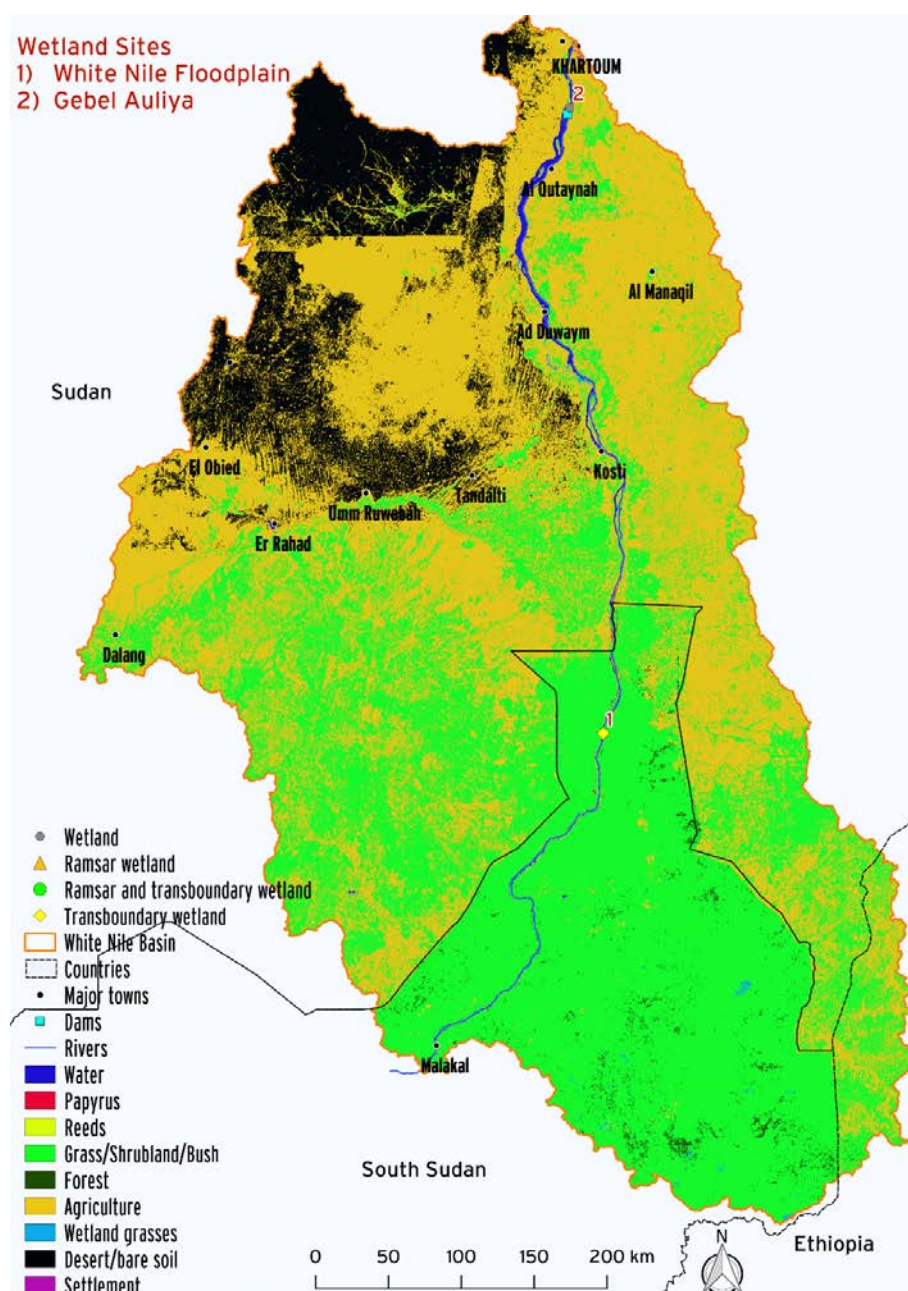 Wetland Sites
1) White Nile Floodplain
2) Gebel Auliya
KHARTOUM
2
Al Qutaynah
Al Manaqil
Ad Duwaym
Sudan
El Obied
Kosti
Tandalti
Umm Ruwebah
Er Rahad
Dalang
1
Wetland
Ramsar wetland
Ramsar and transboundary wetland
Transboundary wetland
White Nile Basin
Countries
Major towns
Dams
Rivers
Water
Papyrus
Reeds
Grass/Shrubland/Bush
Forest
Agriculture
Wetland grasses
Desert/bare soil
Settlement
Malakal
South Sudan
Ethiopia
N
0 50 100 200 km